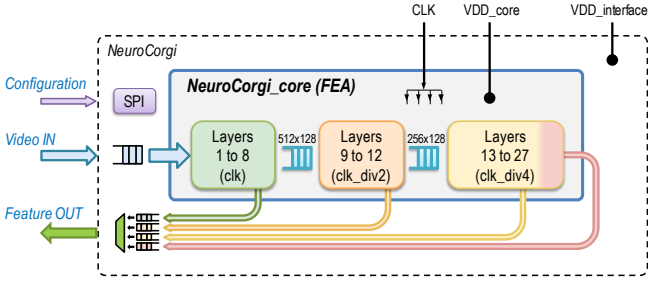 CLK
VDD_core
VDD_interface
NeuroCorgi
Configuration
SPI
NeuroCorgi_core (FEA)
Video IN
Layers
1 to 8
(clk)
512x128
Layers
9 to 12
(clk_div2)
256x128
Layers
13 to 27
(clk_div4)
Feature OUT